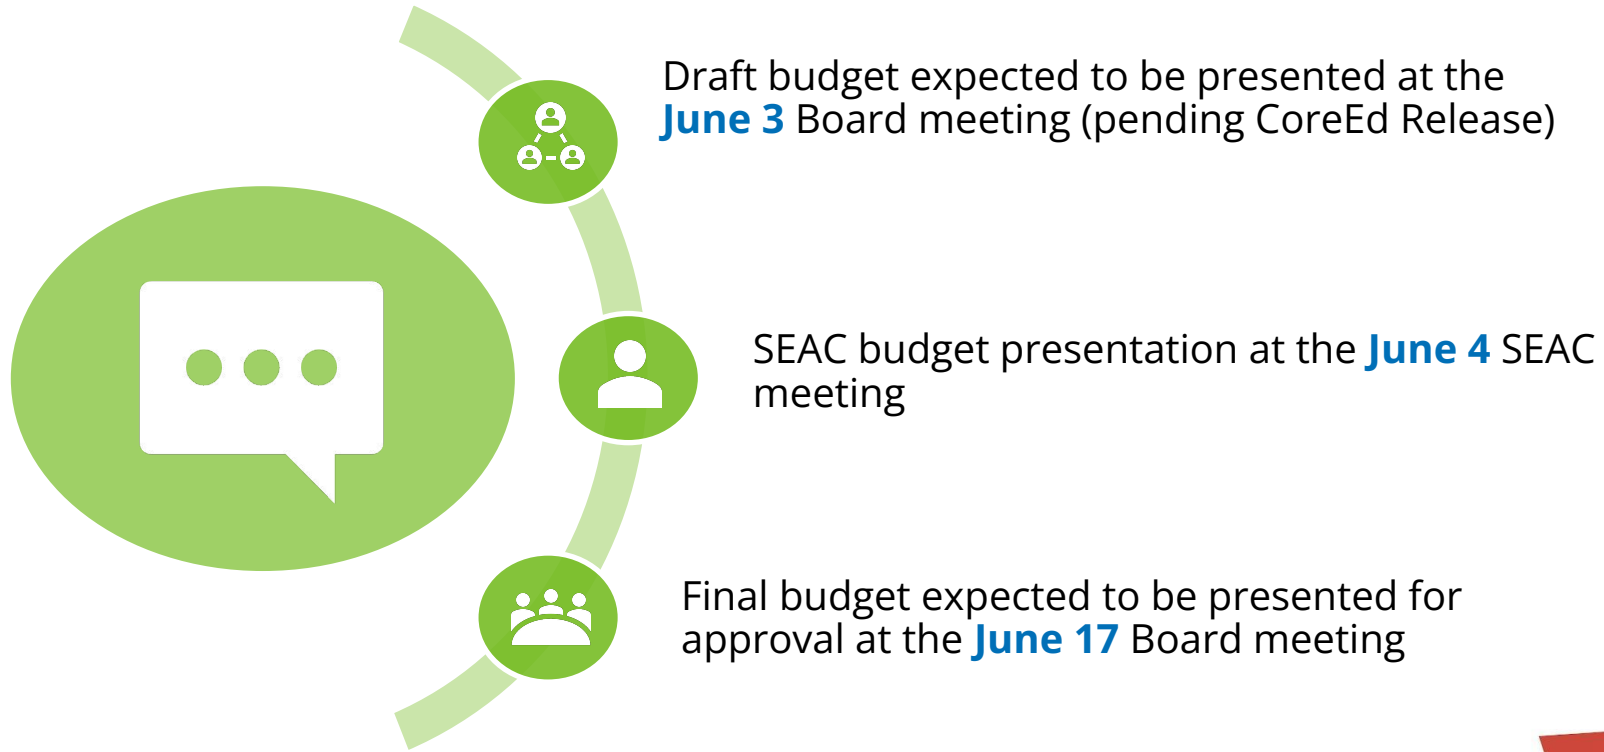 Draft budget expected to be presented at the
June 3 Board meeting (pending CoreEd Release)
SEAC budget presentation at the June 4 SEAC
meeting
Final budget expected to be presented for
approval at the June 17 Board meeting